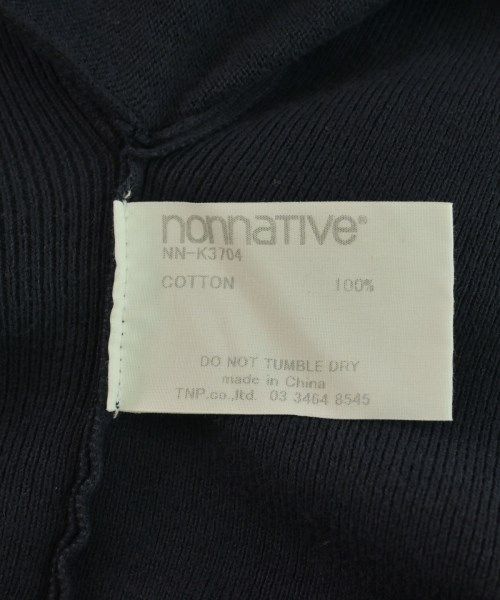 nonnative®
NN-K3704
COTTON 100%
DO NOT TUMBLE DRY
made in China
TNP.co.,ltd. 03 3464 8545